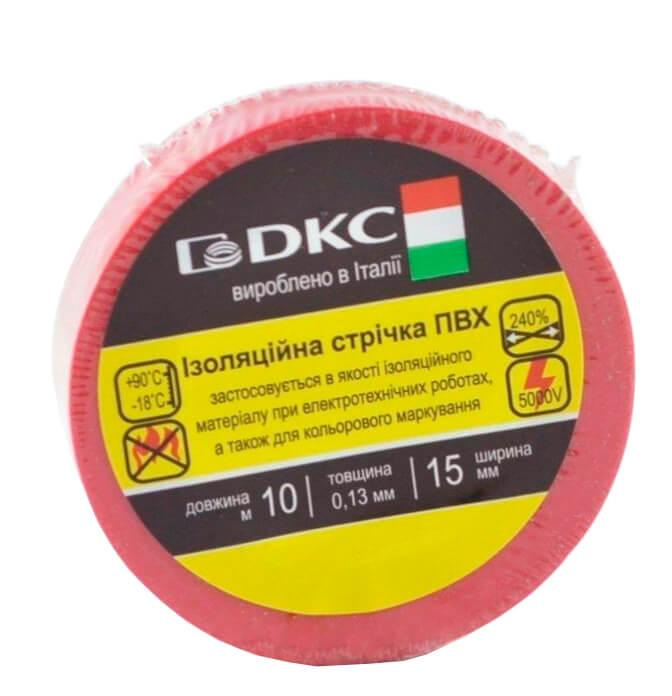 DKC
вироблено в Італії
Ізоляційна стрічка ПВХ
+90°C
-18°C
240%
5000V
застосовується в якості ізоляційного
матеріалу при електротехнічних роботах,
а також для кольорового маркування
довжина м 10
товщина 0,13 мм
15 ширина мм